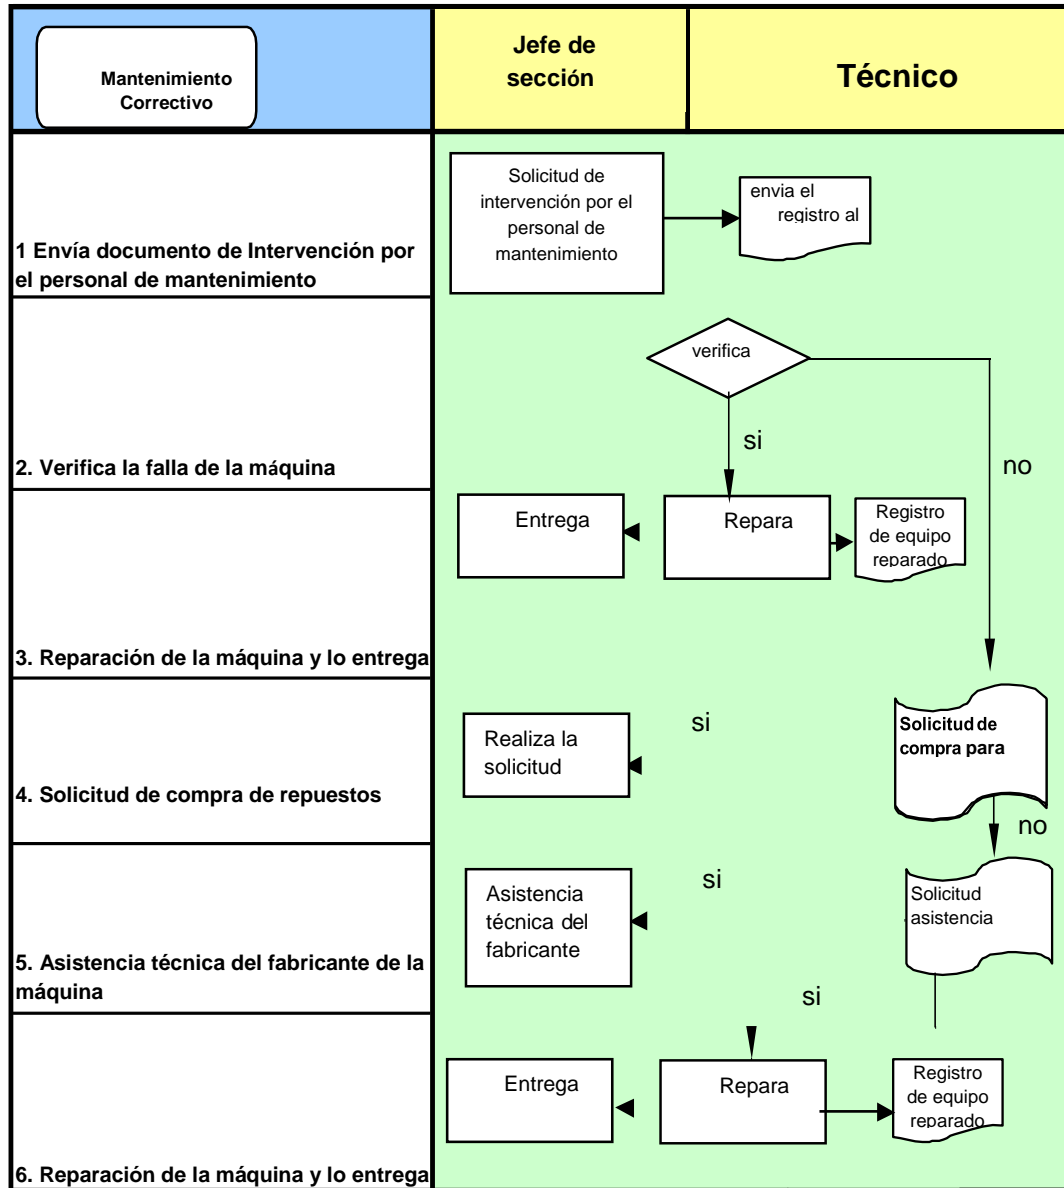 Mantenimiento
Correctivo
Jefe de
sección
Técnico
1 Envía documento de Intervención por
el personal de mantenimiento
Solicitud de
intervención por el
personal de
mantenimiento
envia el
registro al
2. Verifica la falla de la máquina
verifica
si
no
3. Reparación de la máquina y lo entrega
Entrega
Repara
Registro
de equipo
reparado
4. Solicitud de compra de repuestos
Realiza la
solicitud
si
Solicitud de
compra para
no
5. Asistencia técnica del fabricante de la
máquina
Asistencia
técnica del
fabricante
si
Solicitud
asistencia
si
6. Reparación de la máquina y lo entrega
Entrega
Repara
Registro
de equipo
reparado